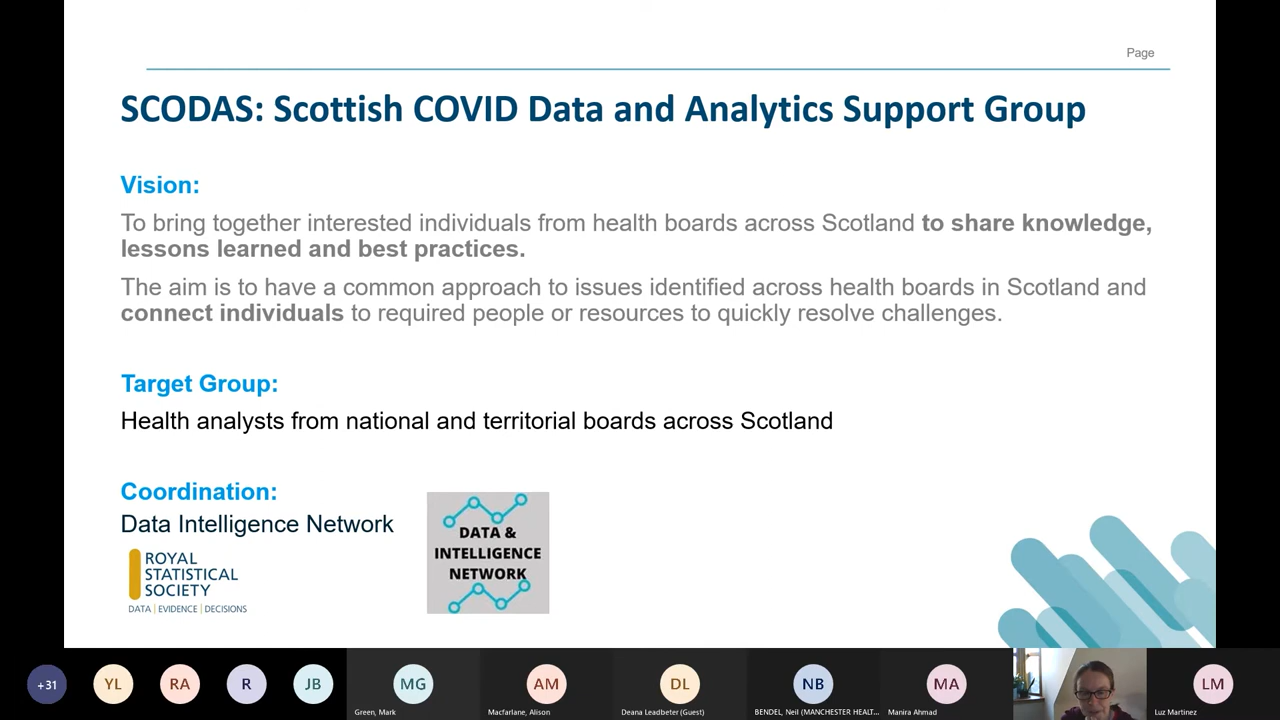 Page
SCODAS: Scottish COVID Data and Analytics Support Group
Vision:
To bring together interested individuals from health boards across Scotland to share knowledge,
lessons learned and best practices.
The aim is to have a common approach to issues identified across health boards in Scotland and
connect individuals to required people or resources to quickly resolve challenges.
Target Group:
Health analysts from national and territorial boards across Scotland
Coordination:
Data Intelligence Network
ROYAL
STATISTICAL
SOCIETY
DATA | EVIDENCE | DECISIONS
DATA &
INTELLIGENCE
NETWORK
+31
YL
RA
R
JB
MG
Green, Mark
AM
Macfarlane, Alison
DL
Deana Leadbeter (Guest)
NB
BENDEL, Neil (MANCHESTER HEALT...
MA
Manira Ahmad
LM
Luz Martinez